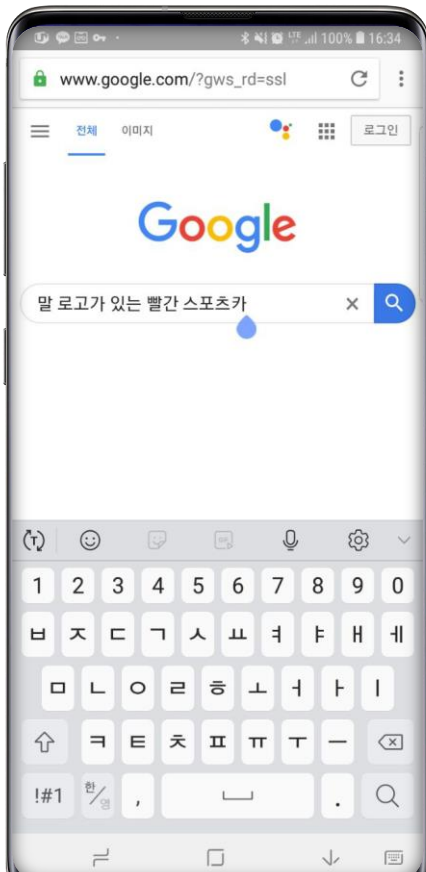 100% 16:34
www.google.com/?gws_rd=ssl
전체 이미지 로그인
Google
말 로고가 있는 빨간 스포츠카
1 2 3 4 5 6 7 8 9 0
ㅂ ㅈ ㄷ ㄱ ㅅ ㅛ ㅕ ㅑ ㅐ ㅔ
ㅁ ㄴ ㅇ ㄹ ㅎ ㅗ ㅓ ㅏ ㅣ
ㅋ ㅌ ㅊ ㅍ ㅠ ㅜ ㅡ
!#1 한/영 , .